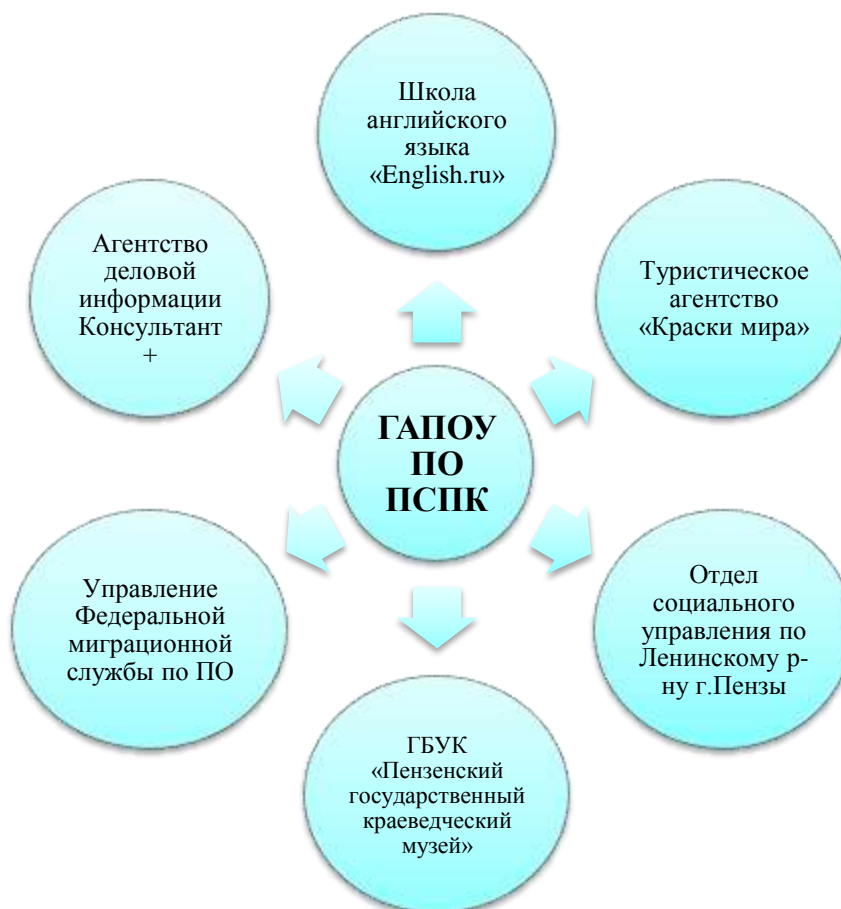 Школа
английского
языка
«English.ru»
Агентство
деловой
информации
Консультант
+
Туристическое
агентство
«Краски мира»
ГАПОУ
ПО
ПСПК
Управление
Федеральной
миграционной
службы по ПО
Отдел
социального
управления по
Ленинскому р-
ну г.Пензы
ГБУК
«Пензенский
государственный
краеведческий
музей»